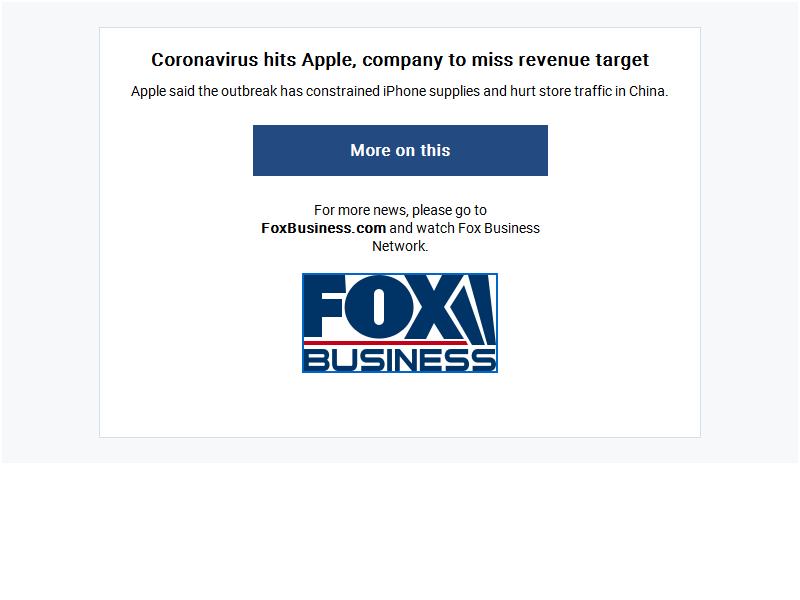 Coronavirus hits Apple, company to miss revenue target
Apple said the outbreak has constrained iPhone supplies and hurt store traffic in China.
More on this
For more news, please go to
FoxBusiness.com and watch Fox Business
Network.
FOX
BUSINESS